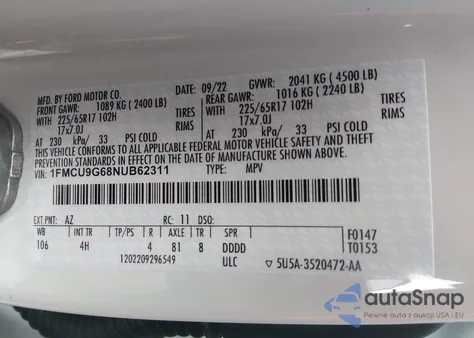 MFD. BY FORD MOTOR CO.
09/22 GVWR: 2041 KG (4500 LB)
FRONT GAWR: 1089 KG (2400 LB) REAR GAWR: 1016 KG (2240 LB)
WITH 225/65R17 102H TIRES WITH 225/65R17 102H TIRES
17x7.0J RIMS 17x7.0J RIMS
AT 230 kPa/ 33 PSI COLD AT 230 kPa/ 33 PSI COLD
THIS VEHICLE CONFORMS TO ALL APPLICABLE FEDERAL MOTOR VEHICLE SAFETY AND THEFT
PREVENTION STANDARDS IN EFFECT ON THE DATE OF MANUFACTURE SHOWN ABOVE.
VIN: 1FMCU9G68NUB62311 TYPE: MPV
EXT PNT: AZ RC: 11 DSO:
WB INT TR TP/PS R AXLE TR SPR F0147
106 4H 4 81 8 DDDD T0153
1202209296549 ULC ▽ 5U5A-3520472-AA
autoSnap
Auto z aukcji USA i EU